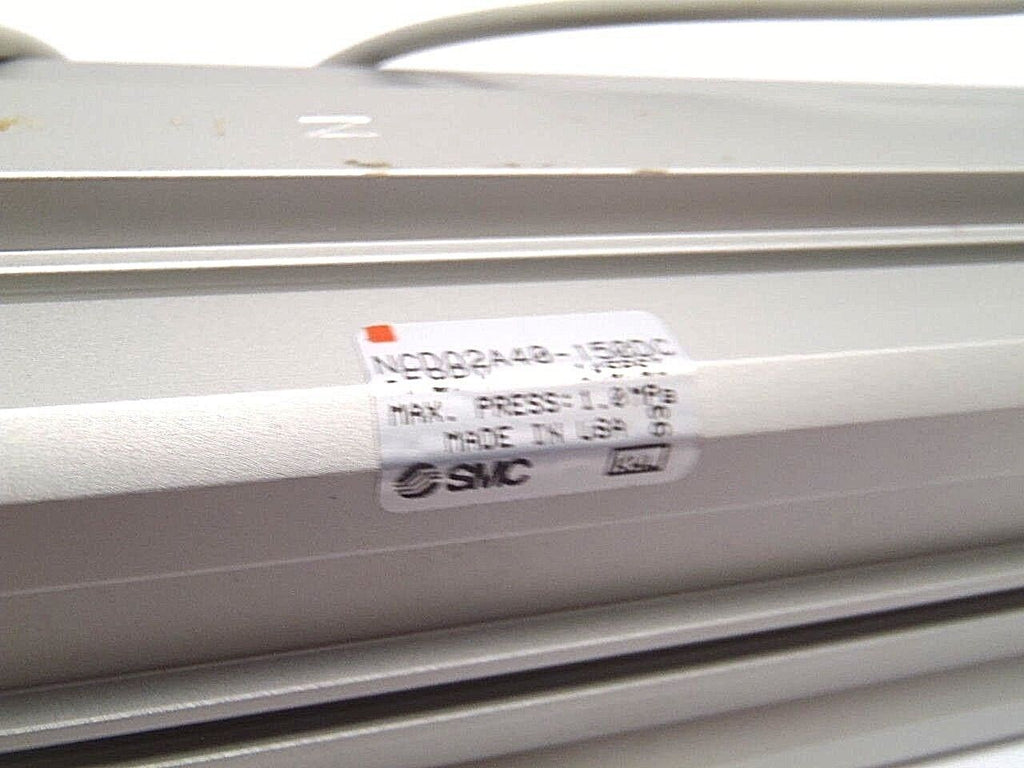 N
NCDQ2A40-150DC
MAX. PRESS:1.0MPa
MADE IN USA
SMC